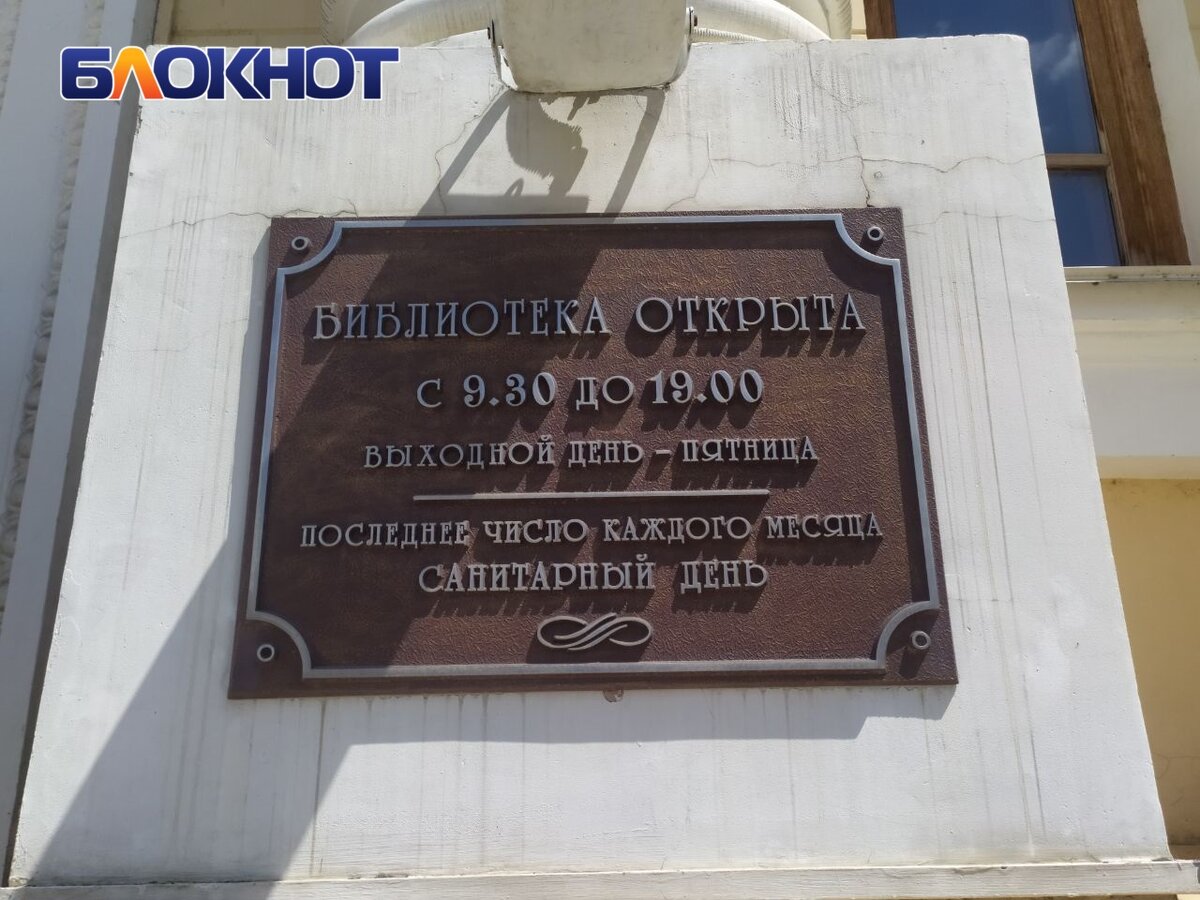 БЛОКНОТ
БИБЛИОТЕКА ОТКРЫТА
С 9.30 ДО 19.00
ВЫХОДНОЙ ДЕНЬ – ПЯТНИЦА
ПОСЛЕДНЕЕ ЧИСЛО КАЖДОГО МЕСЯЦА
САНИТАРНЫЙ ДЕНЬ